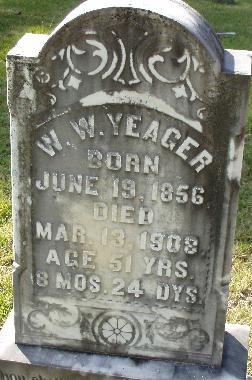 W. W. YEAGER
BORN
JUNE 19, 1856
DIED
MAR. 13, 1908
AGE 51 YRS.
8 MOS. 24 DYS.